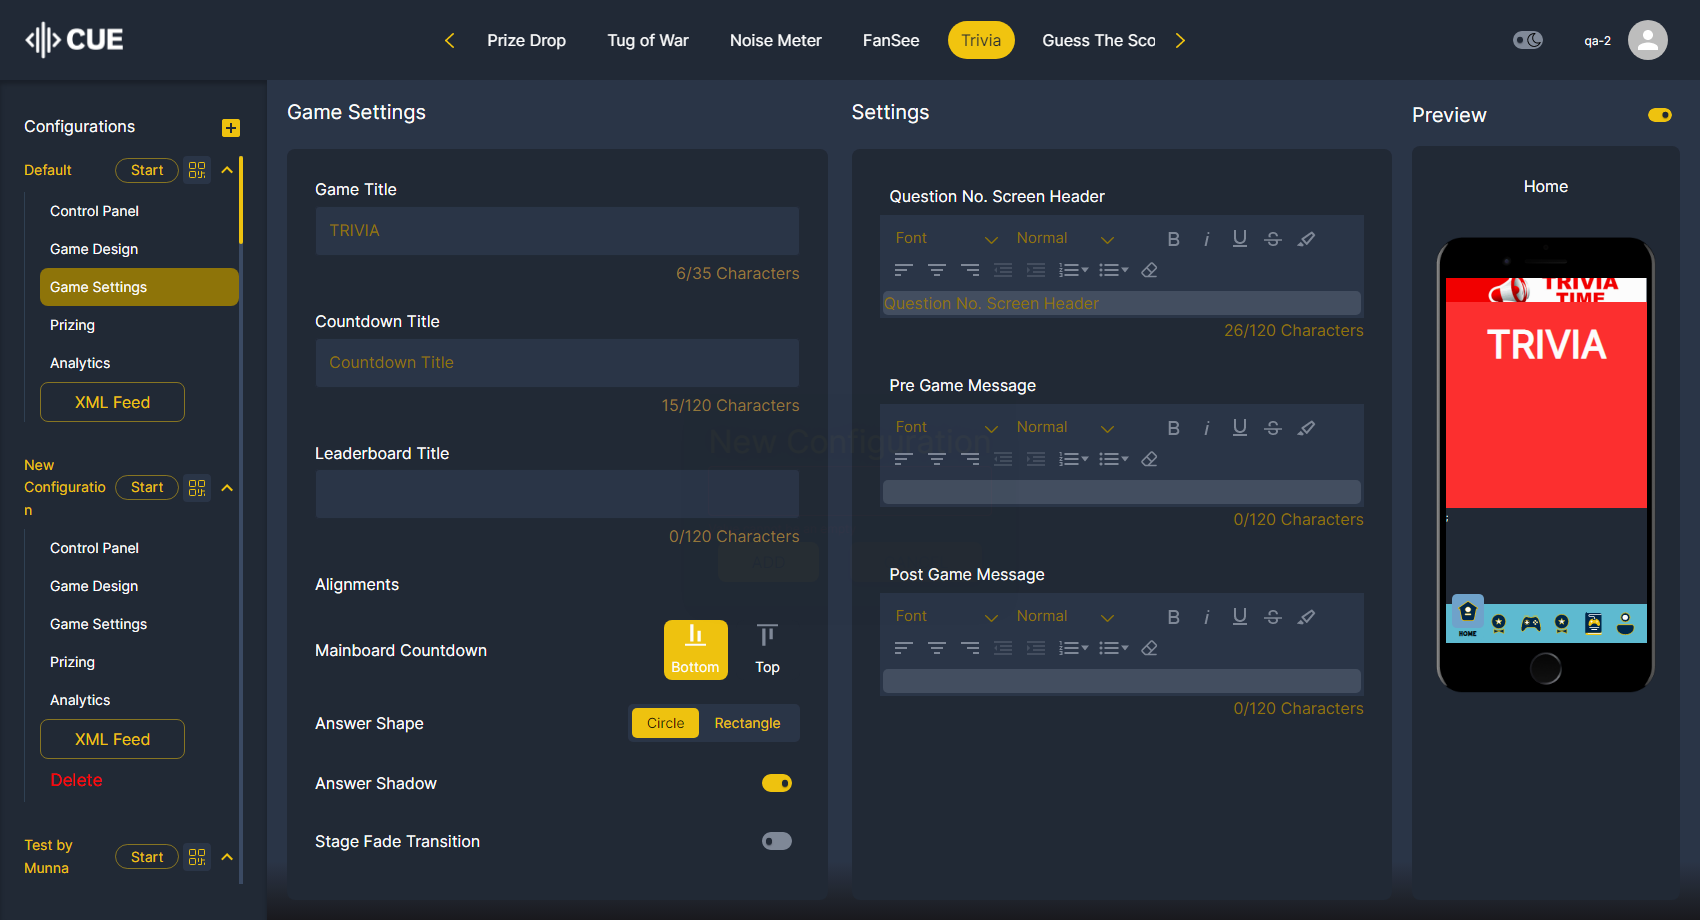 CUE
Prize Drop
Tug of War
Noise Meter
FanSee
Trivia
Guess The Sco
qa-2
Configurations
Default
Start
Control Panel
Game Design
Game Settings
Prizing
Analytics
XML Feed
New
Configuratio
n
Start
Control Panel
Game Design
Game Settings
Prizing
Analytics
XML Feed
Delete
Test by
Munna
Start
Game Settings
Game Title
TRIVIA
6/35 Characters
Countdown Title
Countdown Title
15/120 Characters
Leaderboard Title
0/120 Characters
Alignments
Mainboard Countdown
Bottom
Top
Answer Shape
Circle
Rectangle
Answer Shadow
Stage Fade Transition
New Configuration
ADD
Settings
Question No. Screen Header
Font
Normal
B i U S
Question No. Screen Header
26/120 Characters
Pre Game Message
Font
Normal
B i U S
0/120 Characters
Post Game Message
Font
Normal
B i U S
0/120 Characters
Preview
Home
TRIVIA
TIME
TRIVIA
;
HOME